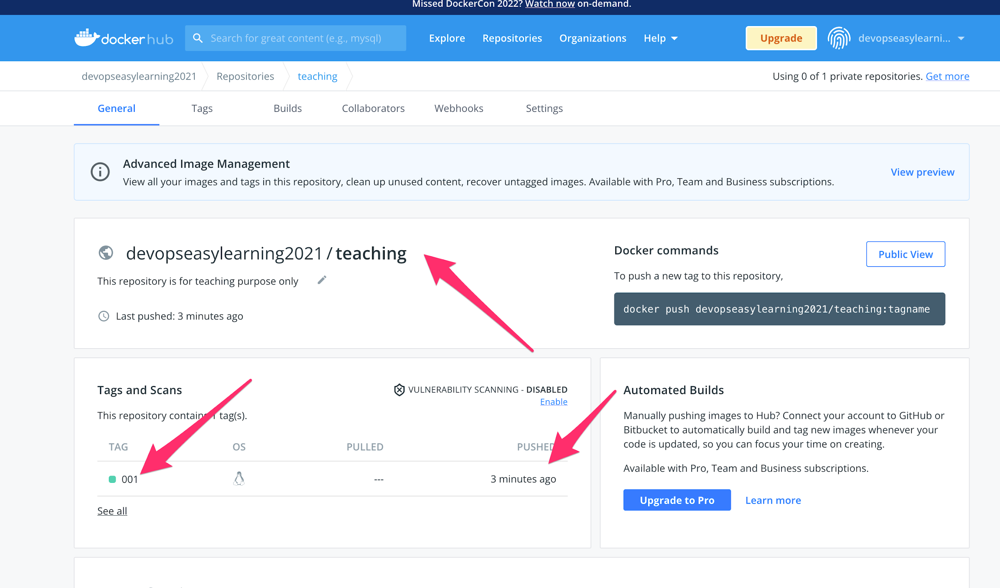 Missed DockerCon 2022? Watch now on-demand.
dockerhub
Search for great content (e.g., mysql)
Explore
Repositories
Organizations
Help
Upgrade
devopseasylearni...
devopseasylearning2021
Repositories
teaching
Using 0 of 1 private repositories. Get more
General
Tags
Builds
Collaborators
Webhooks
Settings
Advanced Image Management
View all your images and tags in this repository, clean up unused content, recover untagged images. Available with Pro, Team and Business subscriptions.
View preview
devopseasylearning2021 / teaching
This repository is for teaching purpose only
Last pushed: 3 minutes ago
Docker commands
Public View
To push a new tag to this repository,
docker push devopseasylearning2021/teaching:tagname
Tags and Scans
VULNERABILITY SCANNING - DISABLED
Enable
This repository contains 1 tag(s).
TAG
OS
PULLED
PUSHED
001
---
3 minutes ago
See all
Automated Builds
Manually pushing images to Hub? Connect your account to GitHub or
Bitbucket to automatically build and tag new images whenever your
code is updated, so you can focus your time on creating.
Available with Pro, Team and Business subscriptions.
Upgrade to Pro
Learn more